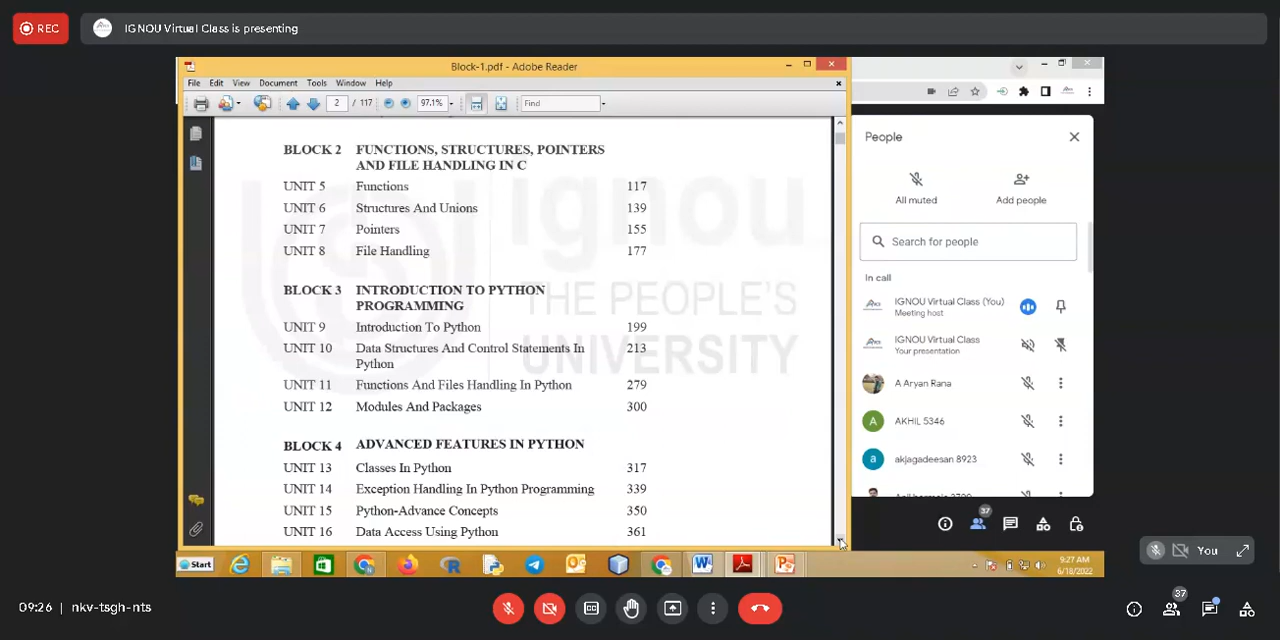 REC
IGNOU Virtual Class is presenting
Block-1.pdf - Adobe Reader
File Edit View Document Tools Window Help
2 / 117 97.1% Find
BLOCK 2 FUNCTIONS, STRUCTURES, POINTERS
AND FILE HANDLING IN C
UNIT 5 Functions 117
UNIT 6 Structures And Unions 139
UNIT 7 Pointers 155
UNIT 8 File Handling 177
BLOCK 3 INTRODUCTION TO PYTHON
PROGRAMMING
UNIT 9 Introduction To Python 199
UNIT 10 Data Structures And Control Statements In 213
Python
UNIT 11 Functions And Files Handling In Python 279
UNIT 12 Modules And Packages 300
BLOCK 4 ADVANCED FEATURES IN PYTHON
UNIT 13 Classes In Python 317
UNIT 14 Exception Handling In Python Programming 339
UNIT 15 Python-Advance Concepts 350
UNIT 16 Data Access Using Python 361
ignou
THE PEOPLE'S
UNIVERSITY
People
All muted
Add people
Search for people
In call
IGNOU Virtual Class (You)
Meeting host
IGNOU Virtual Class
Your presentation
A Aryan Rana
A
AKHIL 5346
a
akjagadeesan 8923
37
Start
9:27 AM
6/18/2022
You
09:26 | nkv-tsgh-nts
37